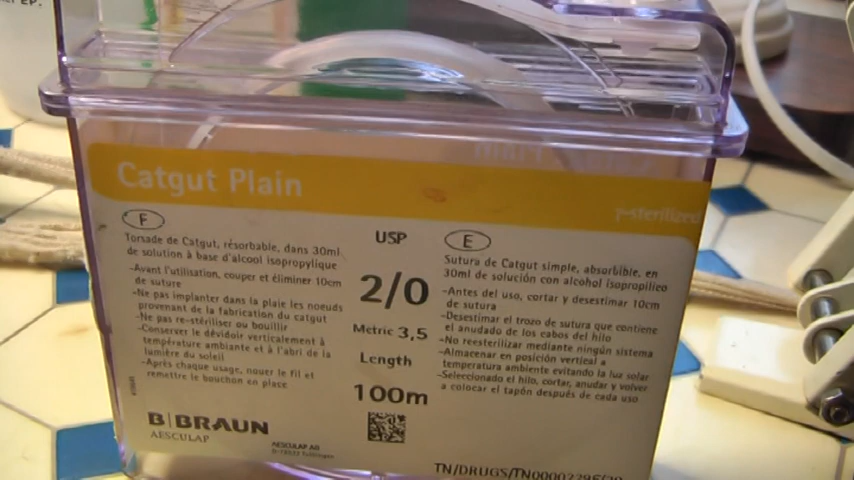 Catgut Plain
γ-sterilized
F
Torsade de Catgut, résorbable, dans 30ml
de solution à base d'alcool isopropylique
-Avant l'utilisation, couper et éliminer 10cm
de suture
-Ne pas implanter dans la plaie les noeuds
provenant de la fabrication du catgut
-Ne pas re-stériliser ou bouillir
-Conserver le dévidoir verticalement à
température ambiante et à l'abri de la
lumière du soleil
-Après chaque usage, nouer le fil et
remettre le bouchon en place
B|BRAUN
AESCULAP
USP
2/0
Metric 3,5
Length
100m
AESCULAP AG
E
Sutura de Catgut simple, absorbible, en
30ml de solución con alcohol isopropílico
-Antes del uso, cortar y desestimar 10cm
de sutura
-Desestimar el trozo de sutura que contiene
el anudado de los cabos del hilo
-No reesterilizar mediante ningún sistema
-Almacenar en posición vertical a
temperatura ambiente evitando la luz solar
-Seleccionado el hilo, cortar, anudar y volver
a colocar el tapón después de cada uso